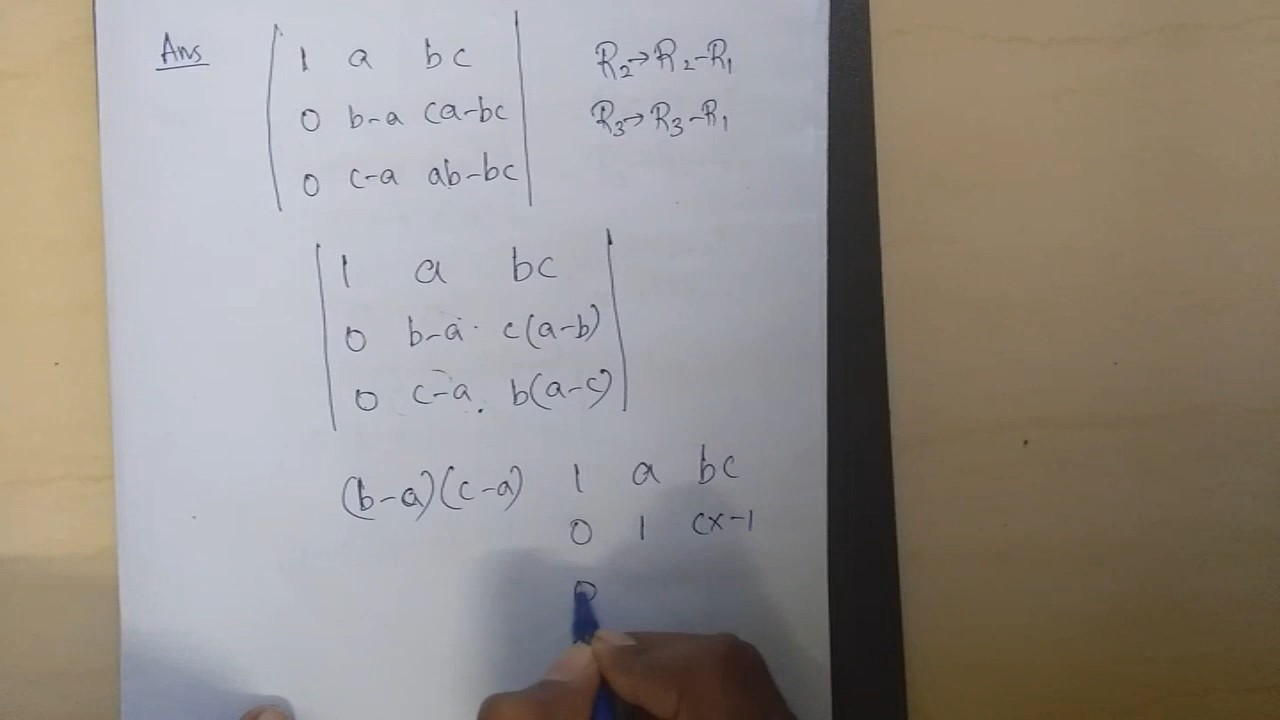 Ans 1 a bc R₂→R₂-R₁
0 b-a ca-bc R₃→R₃-R₁
0 c-a ab-bc
1 a bc
0 b-a c(a-b)
0 c-a b(a-c)
(b-a)(c-a) 1 a bc
0 1 cx-1
0